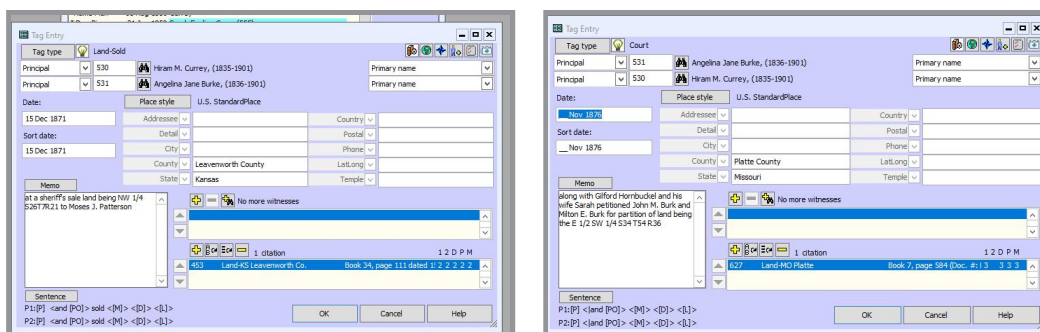 Tag Entry
Tag type Land-Sold
Principal 530 Hiram M. Currey, (1835-1901) Primary name
Principal 531 Angelina Jane Burke, (1836-1901) Primary name
Date: Place style U.S. StandardPlace
15 Dec 1871 Addressee Country
Sort date: Detail Postal
15 Dec 1871 City Phone
County Leavenworth County LatLong
State Kansas Temple
Memo
at a sheriff's sale land being NW 1/4
S26T7R21 to Moses J. Patterson
No more witnesses
1 citation 1 2 D P M
453 Land-KS Leavenworth Co. Book 34, page 111 dated 1! 2 2 2 2 2
Sentence
P1:[P] <and [PO]> sold <[M]> <[D]> <[L]>
P2:[P] <and [PO]> sold <[M]> <[D]> <[L]>
OK Cancel Help
Tag Entry
Tag type Court
Principal 531 Angelina Jane Burke, (1836-1901) Primary name
Principal 530 Hiram M. Currey, (1835-1901) Primary name
Date: Place style U.S. StandardPlace
__ Nov 1876 Addressee Country
Sort date: Detail Postal
__ Nov 1876 City Phone
County Platte County LatLong
State Missouri Temple
Memo
along with Gilford Hornbuckel and his
wife Sarah petitioned John M. Burk and
Milton E. Burk for partition of land being
the E 1/2 SW 1/4 S34 T54 R36
No more witnesses
1 citation 1 2 D P M
627 Land-MO Platte Book 7, page 584 (Doc. #: 3 3 3 3
Sentence
P1:[P] <and [PO]> <[M]> <[D]> <[L]>
P2:[P] <and [PO]> <[M]> <[D]> <[L]>
OK Cancel Help